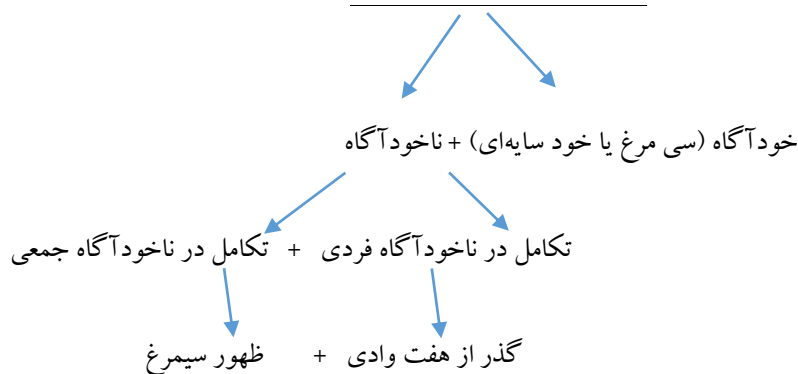 خودآگاه (سی مرغ یا خود سایه‌ای) + ناخودآگاه
تکامل در ناخودآگاه فردی + تکامل در ناخودآگاه جمعی
گذر از هفت وادی + ظهور سیمرغ